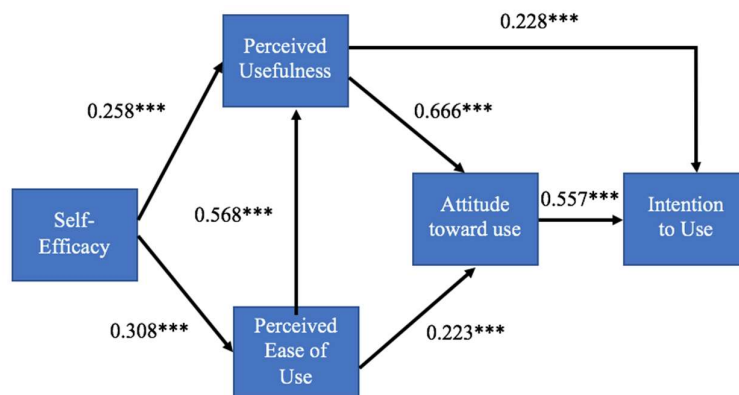 0.228***
Perceived
Usefulness
0.258***
0.666***
Self-
Efficacy
0.568***
Attitude
toward use
0.557***
Intention
to Use
0.308***
Perceived
Ease of
Use
0.223***